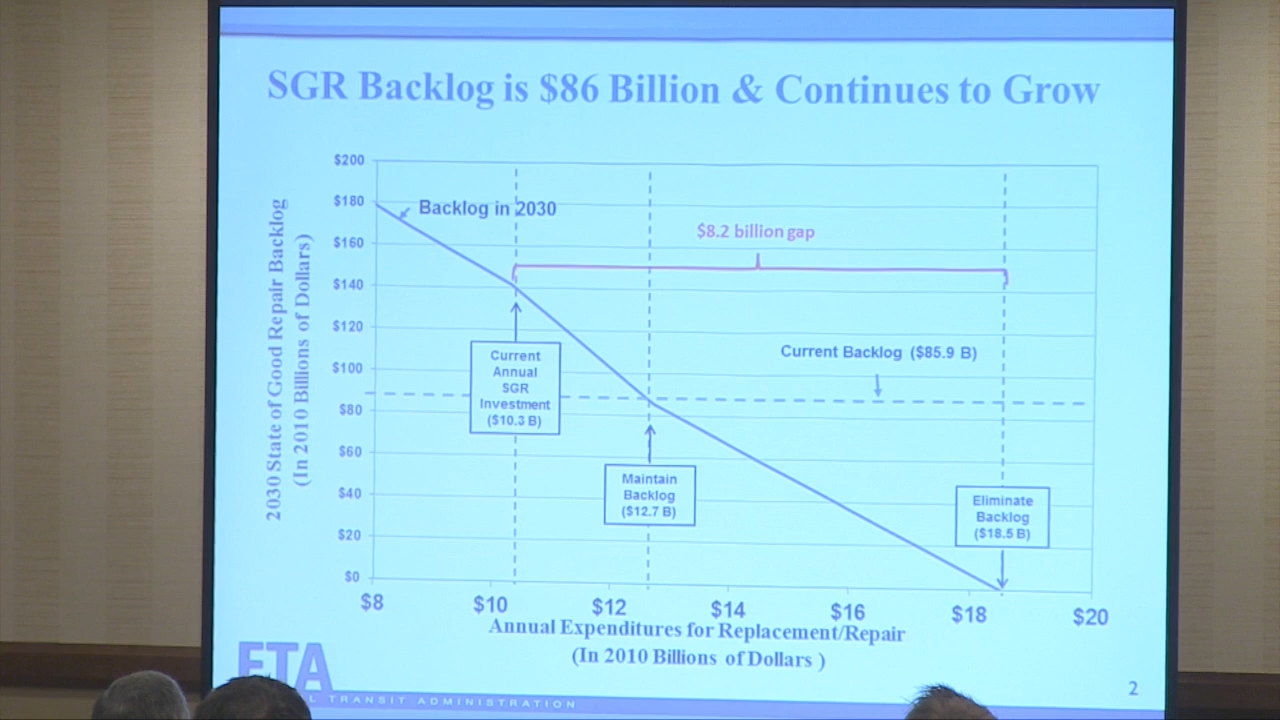 SGR Backlog is $86 Billion & Continues to Grow
2030 State of Good Repair Backlog
(In 2010 Billions of Dollars)
$200
$180
$160
$140
$120
$100
$80
$60
$40
$20
$0
Backlog in 2030
$8.2 billion gap
Current Backlog ($85.9 B)
Current
Annual
SGR
Investment
($10.3 B)
Maintain
Backlog
($12.7 B)
Eliminate
Backlog
($18.5 B)
$8 $10 $12 $14 $16 $18 $20
Annual Expenditures for Replacement/Repair
(In 2010 Billions of Dollars )
FTA
TRANSIT ADMINISTRATION
2